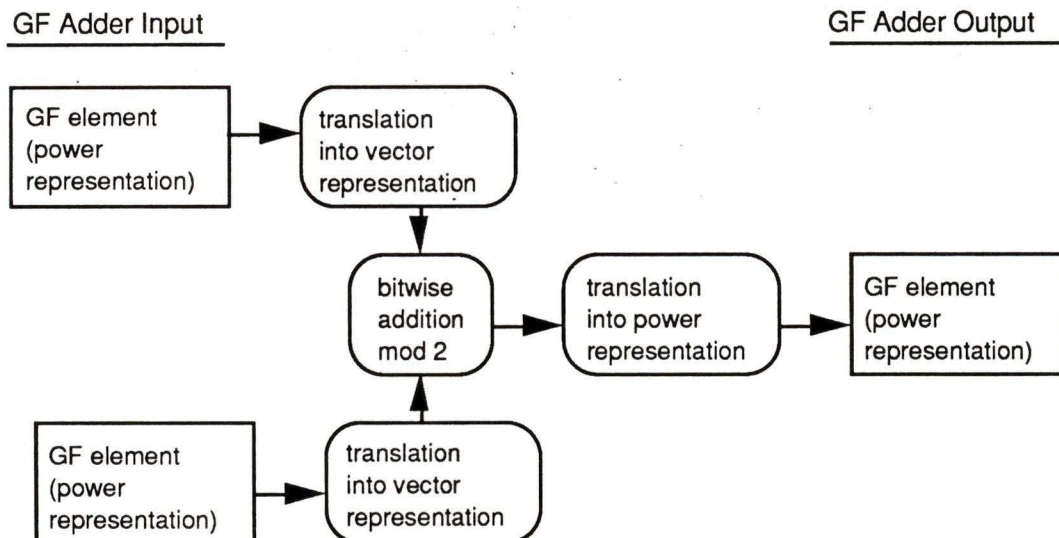 GF Adder Input
GF Adder Output
GF element
(power
representation)
translation
into vector
representation
bitwise
addition
mod 2
translation
into power
representation
GF element
(power
representation)
GF element
(power
representation)
translation
into vector
representation